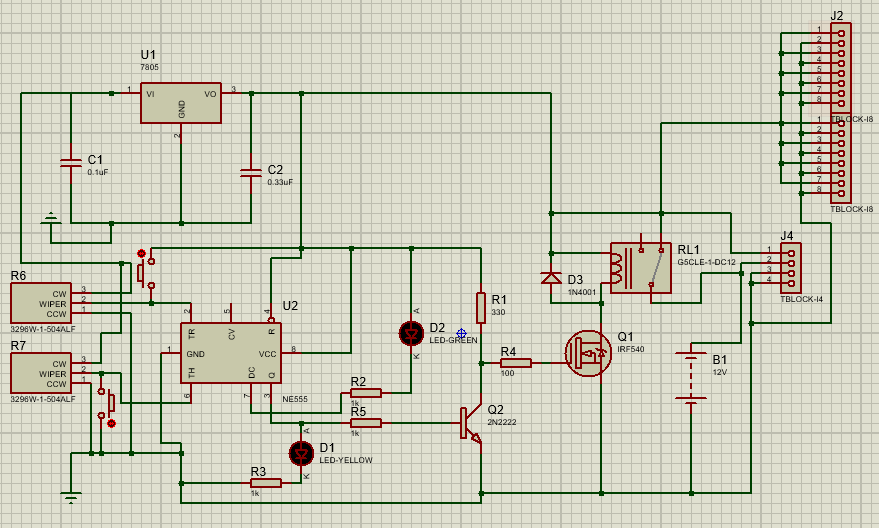 J2
1
2
3
4
5
6
7
8
TBLOCK-I8
1
2
3
4
5
6
7
8
TBLOCK-I8
U1
7805
1 VI VO 3
GND
2
C1
0.1uF
C2
0.33uF
J4
1
2
3
4
TBLOCK-I4
RL1
G5CLE-1-DC12
D3
1N4001
R6
CW 3
WIPER 2
CCW 1
3296W-1-504ALF
R7
CW 3
WIPER 2
CCW 1
3296W-1-504ALF
U2
2 5 4
TR CV R
1 GND VCC 8
TH DC Q
6 7 3
NE555
D2
LED-GREEN
A
K
R1
330
R4
100
Q1
IRF540
B1
12V
R2
1k
R5
1k
Q2
2N2222
D1
LED-YELLOW
A
K
R3
1k